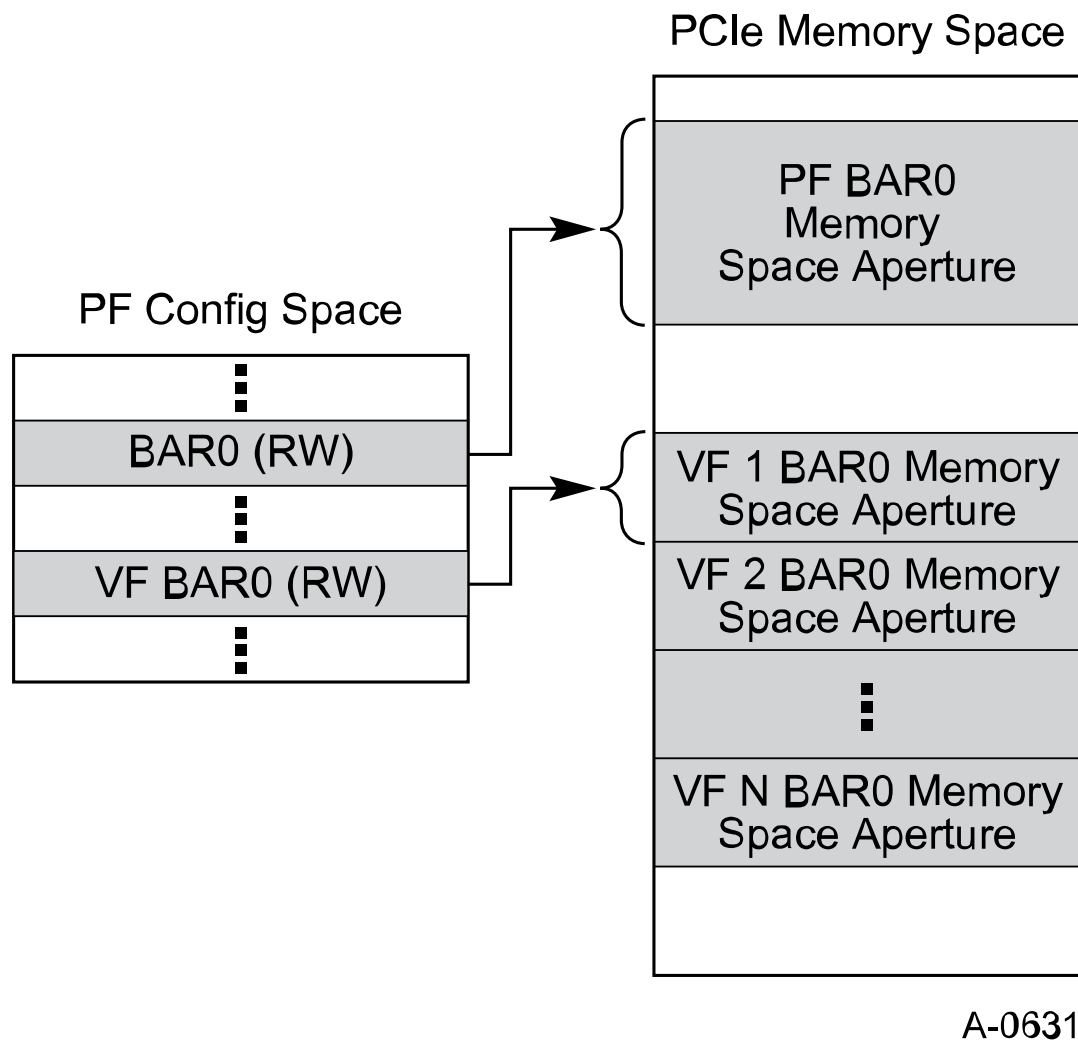 PCIe Memory Space
PF BAR0
Memory
Space Aperture
PF Config Space
BAR0 (RW)
VF BAR0 (RW)
VF 1 BAR0 Memory
Space Aperture
VF 2 BAR0 Memory
Space Aperture
VF N BAR0 Memory
Space Aperture
A-0631